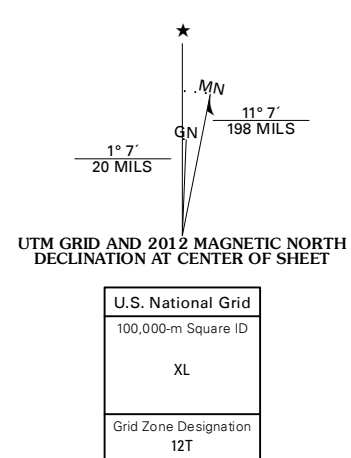 ★
MN
GN
11° 7´
198 MILS
1° 7´
20 MILS
UTM GRID AND 2012 MAGNETIC NORTH
DECLINATION AT CENTER OF SHEET
U.S. National Grid
100,000-m Square ID
XL
Grid Zone Designation
12T